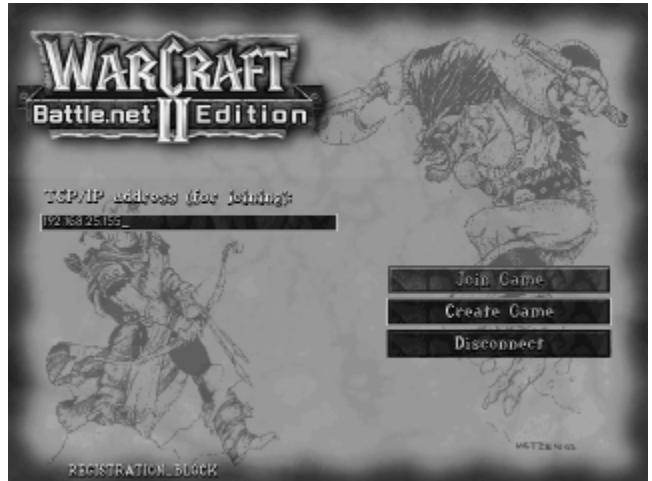 WARCRAFT
Battle.net II Edition
TCP/IP address (for joining):
192.168.25.155_
Join Game
Create Game
Disconnect
METZEN
REGISTRATION_BLOCK